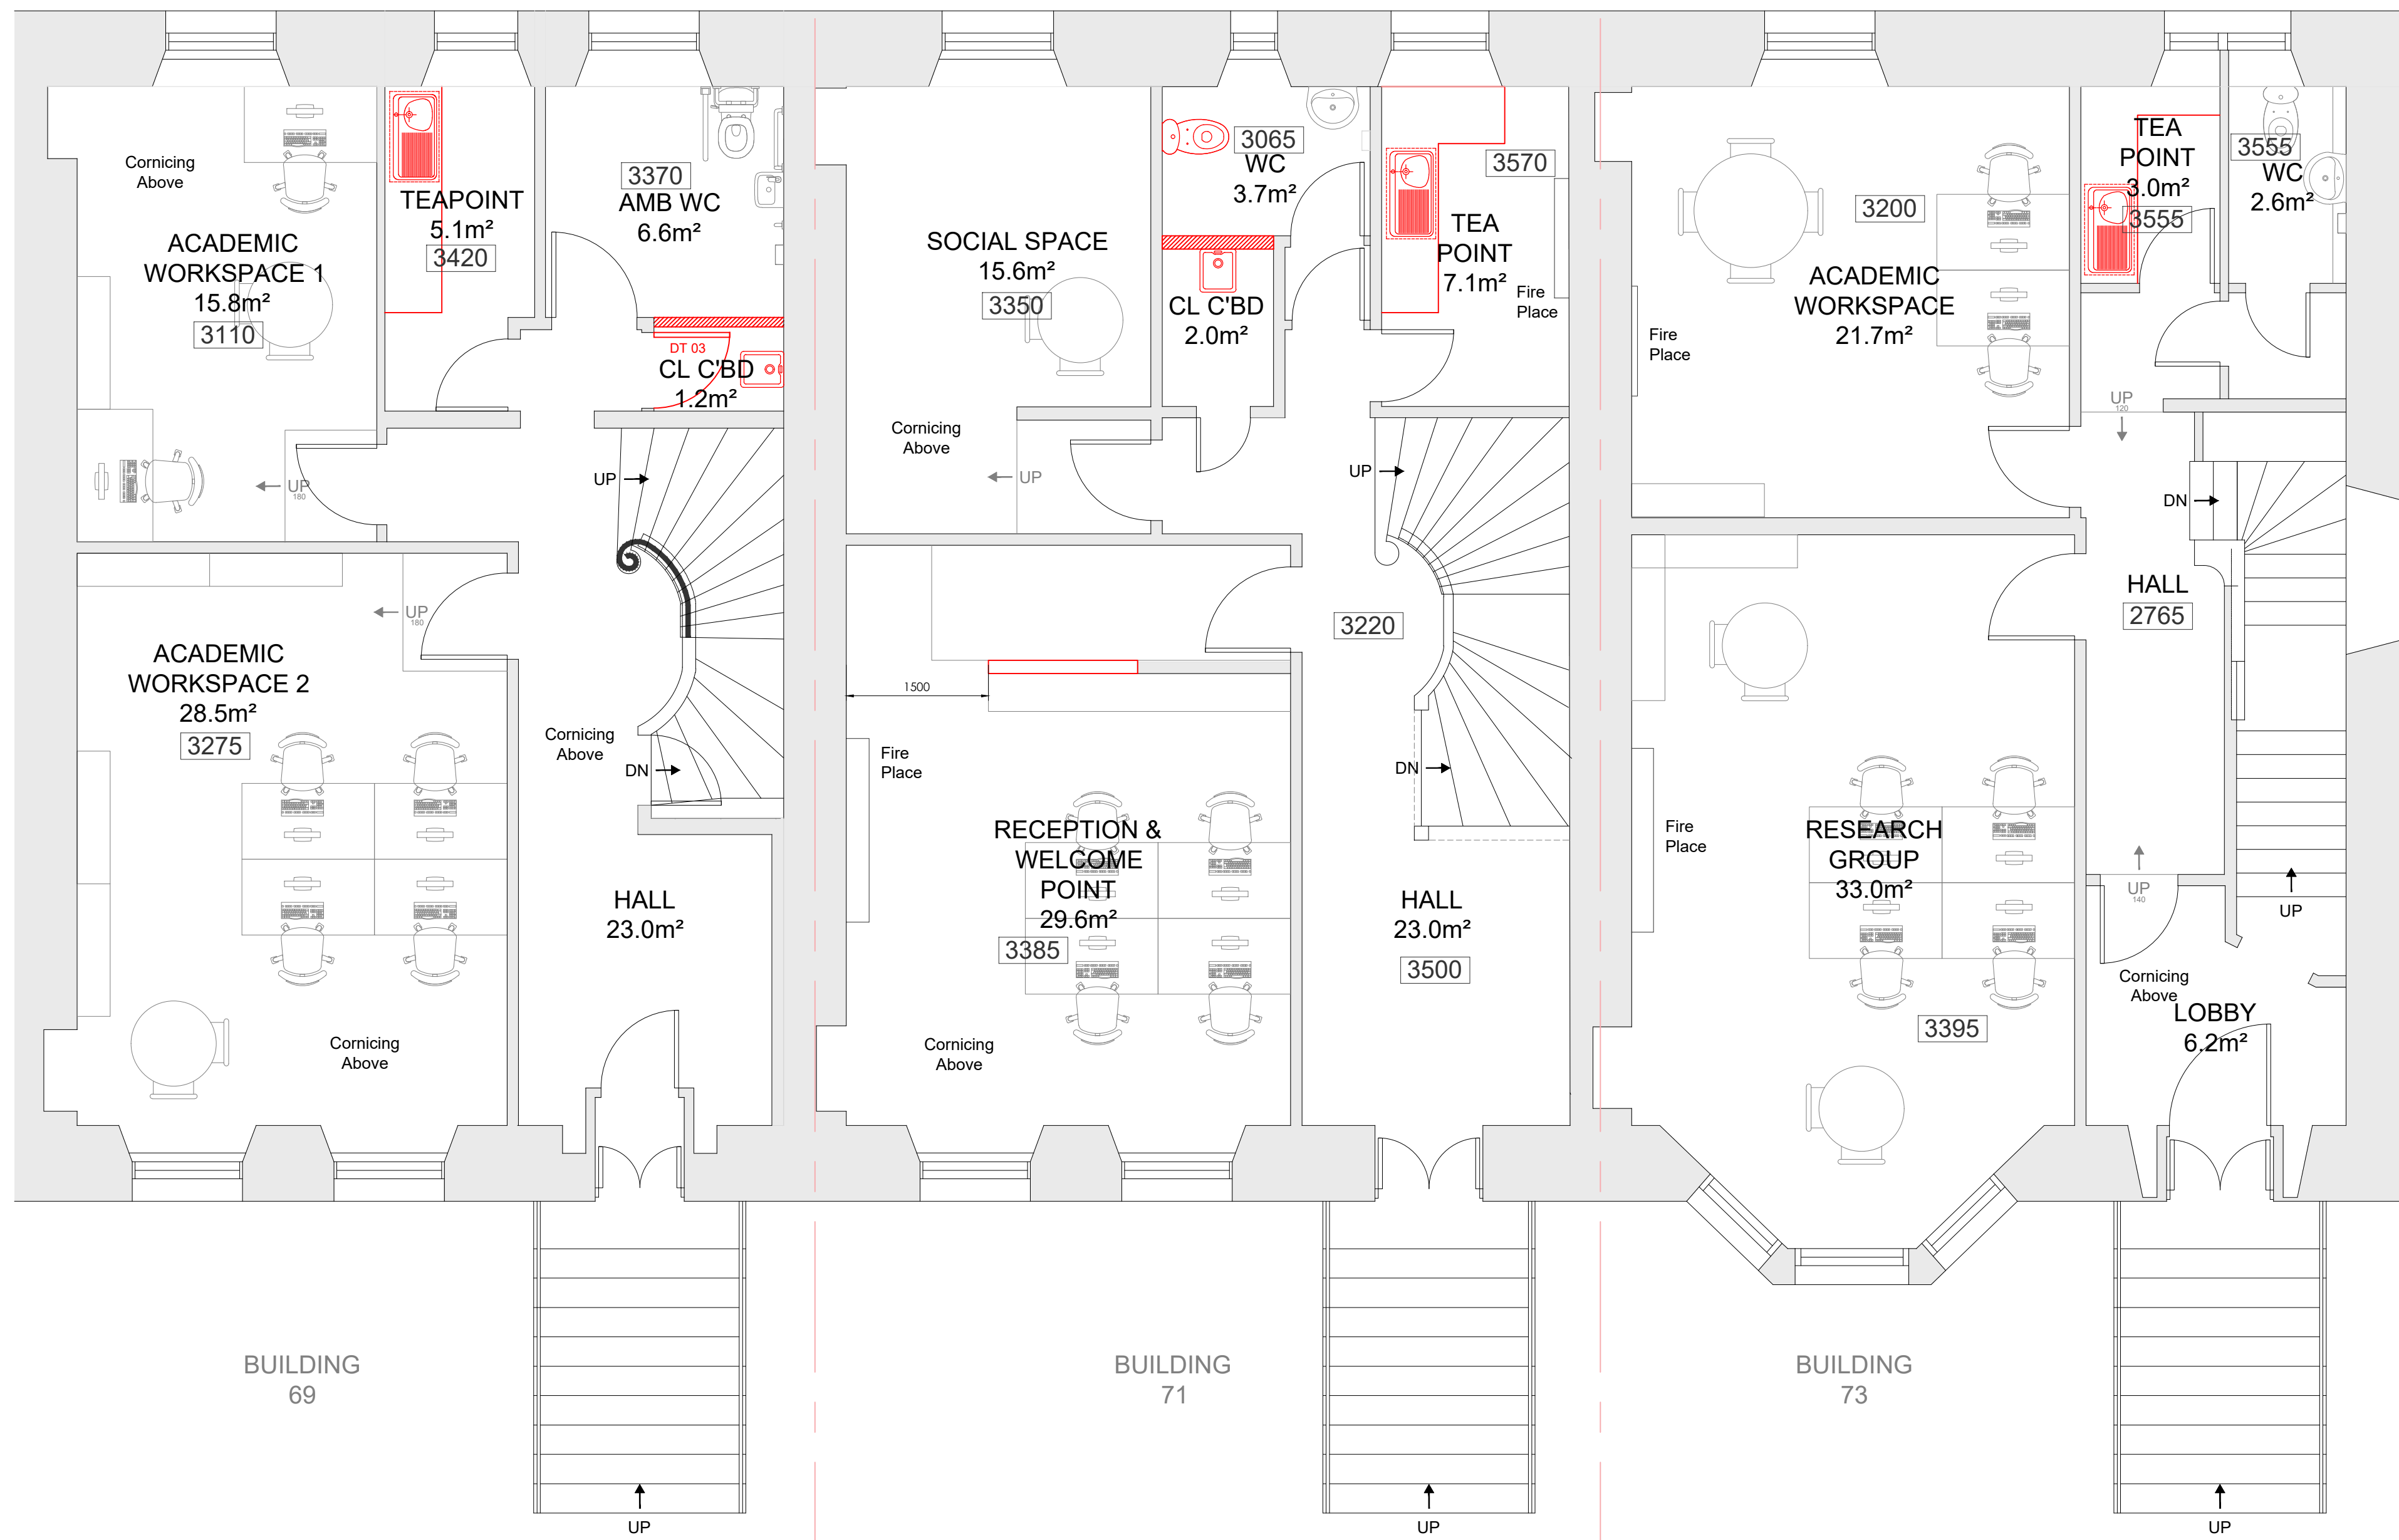 Cornicing
Above
ACADEMIC
WORKSPACE 1
15.8m²
3110
UP
180
TEAPOINT
5.1m²
3420
3370
AMB WC
6.6m²
DT 03
CL C'BD
1.2m²
UP
ACADEMIC
WORKSPACE 2
28.5m²
3275
UP
180
Cornicing
Above
Cornicing
Above
DN
HALL
23.0m²
BUILDING
69
UP
SOCIAL SPACE
15.6m²
3350
Cornicing
Above
UP
3065
WC
3.7m²
CL C'BD
2.0m²
3570
TEA
POINT
7.1m²
Fire
Place
UP
3220
1500
Fire
Place
DN
RECEPTION &
WELCOME
POINT
29.6m²
3385
Cornicing
Above
HALL
23.0m²
3500
BUILDING
71
UP
3200
ACADEMIC
WORKSPACE
21.7m²
Fire
Place
TEA
POINT
3.0m²
3555
3555
WC
2.6m²
UP
120
DN
HALL
2765
Fire
Place
RESEARCH
GROUP
33.0m²
3395
UP
140
UP
Cornicing
Above
LOBBY
6.2m²
BUILDING
73
UP